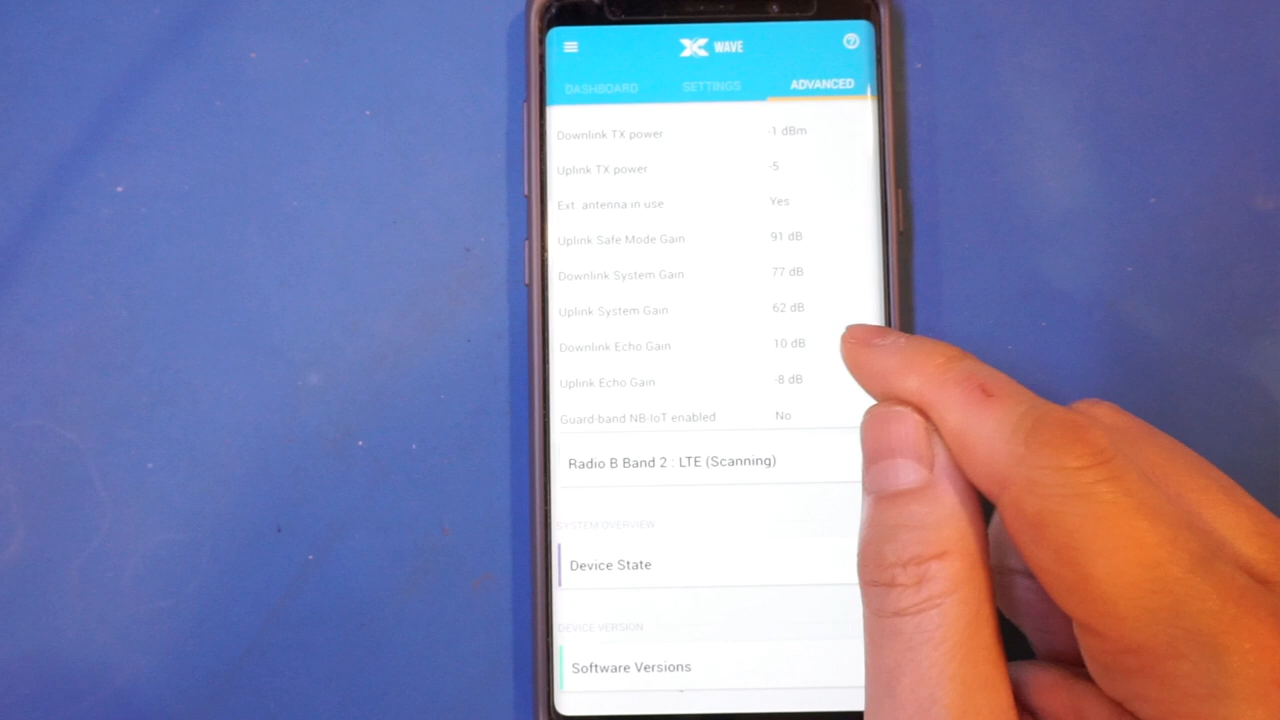 WAVE
DASHBOARD SETTINGS ADVANCED
Downlink TX power -1 dBm
Uplink TX power -5
Ext. antenna in use Yes
Uplink Safe Mode Gain 91 dB
Downlink System Gain 77 dB
Uplink System Gain 62 dB
Downlink Echo Gain 10 dB
Uplink Echo Gain -8 dB
Guard-band NB-IoT enabled No
Radio B Band 2 : LTE (Scanning)
SYSTEM OVERVIEW
Device State
DEVICE VERSION
Software Versions